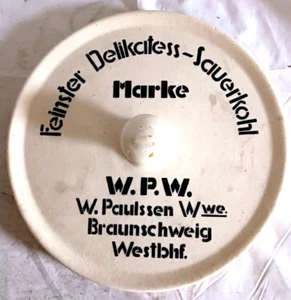 Feinster Delikatess-Sauerkohl
Marke
W.P.W.
W. Paulssen Wwe.
Braunschweig
Westbhf.